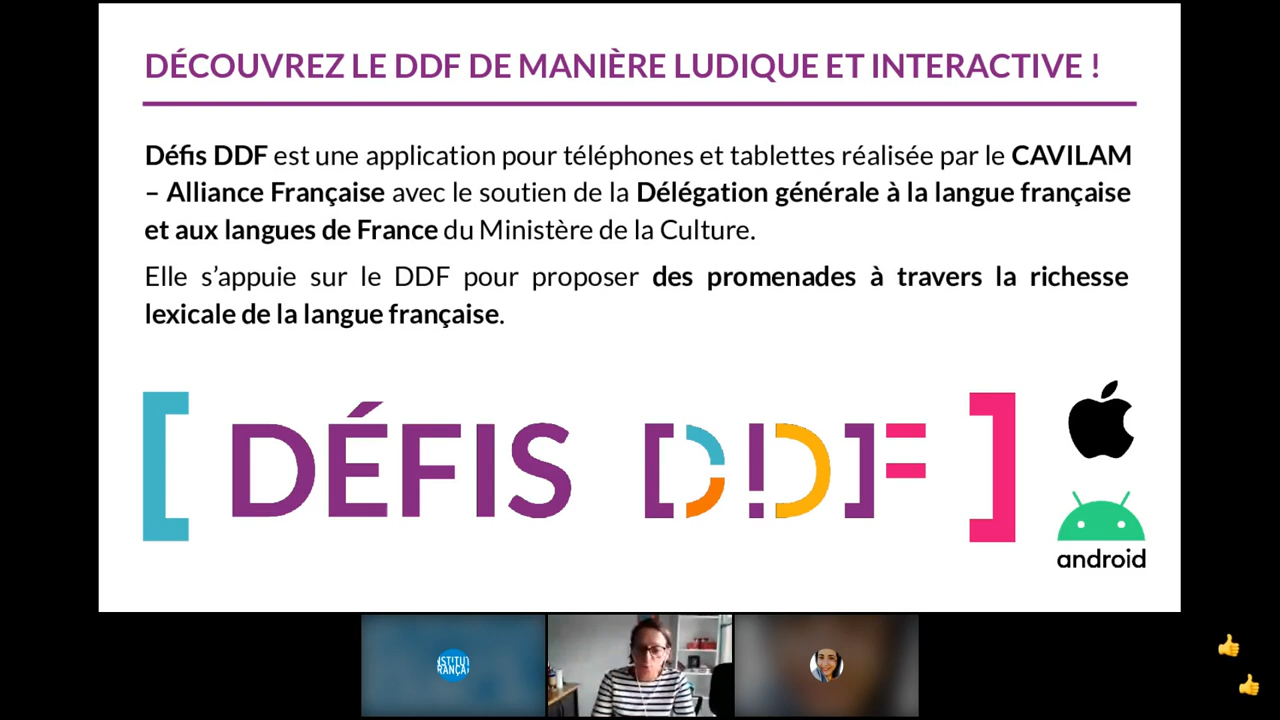 DÉCOUVREZ LE DDF DE MANIÈRE LUDIQUE ET INTERACTIVE !
Défis DDF est une application pour téléphones et tablettes réalisée par le CAVILAM
– Alliance Française avec le soutien de la Délégation générale à la langue française
et aux langues de France du Ministère de la Culture.
Elle s’appuie sur le DDF pour proposer des promenades à travers la richesse
lexicale de la langue française.
[ DÉFIS DDF ]
android